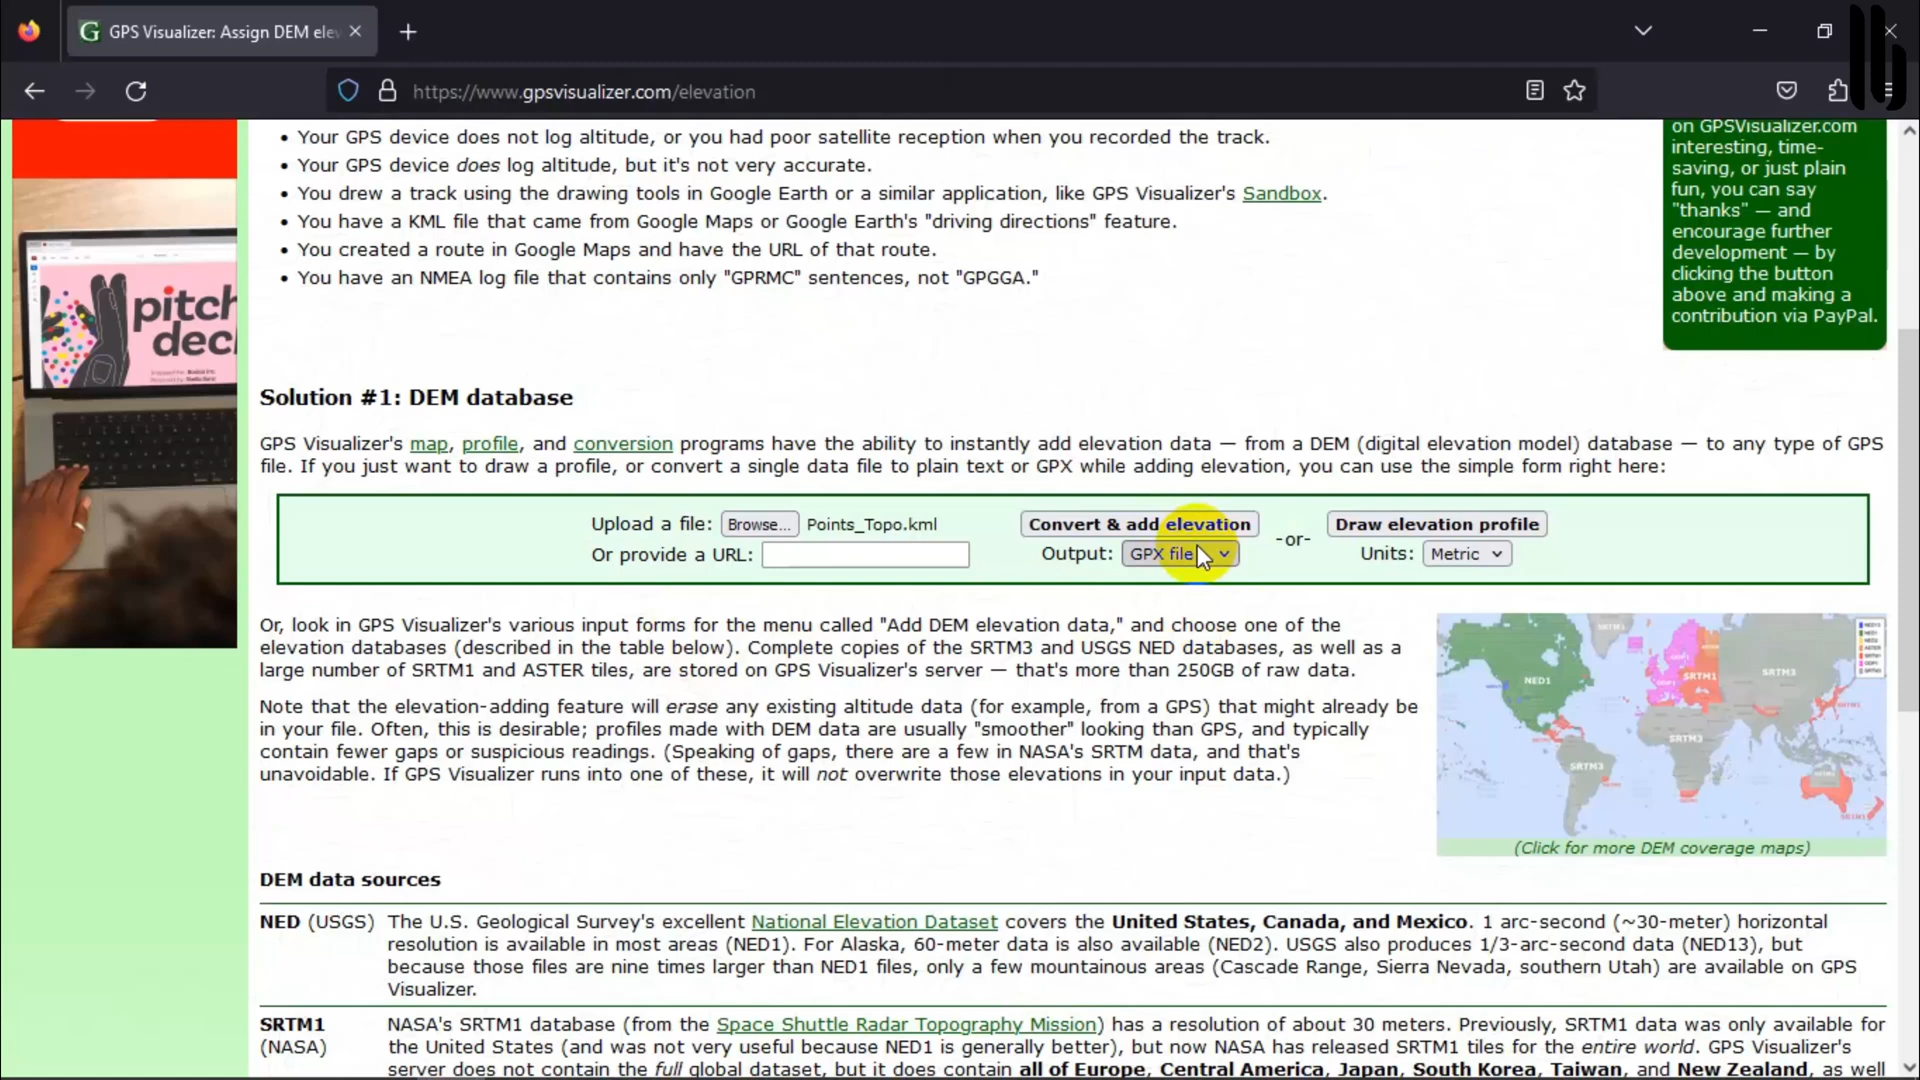 G GPS Visualizer: Assign DEM elev
https://www.gpsvisualizer.com/elevation
• Your GPS device does not log altitude, or you had poor satellite reception when you recorded the track.
• Your GPS device does log altitude, but it's not very accurate.
• You drew a track using the drawing tools in Google Earth or a similar application, like GPS Visualizer's Sandbox.
• You have a KML file that came from Google Maps or Google Earth's "driving directions" feature.
• You created a route in Google Maps and have the URL of that route.
• You have an NMEA log file that contains only "GPRMC" sentences, not "GPGGA."
on GPSVisualizer.com
interesting, time-
saving, or just plain
fun, you can say
"thanks" — and
encourage further
development — by
clicking the button
above and making a
contribution via PayPal.
pitch
deck
Solution #1: DEM database
GPS Visualizer's map, profile, and conversion programs have the ability to instantly add elevation data — from a DEM (digital elevation model) database — to any type of GPS
file. If you just want to draw a profile, or convert a single data file to plain text or GPX while adding elevation, you can use the simple form right here:
Upload a file: Browse... Points_Topo.kml Convert & add elevation -or- Draw elevation profile
Or provide a URL: Output: GPX file Units: Metric
Or, look in GPS Visualizer's various input forms for the menu called "Add DEM elevation data," and choose one of the
elevation databases (described in the table below). Complete copies of the SRTM3 and USGS NED databases, as well as a
large number of SRTM1 and ASTER tiles, are stored on GPS Visualizer's server — that's more than 250GB of raw data.
Note that the elevation-adding feature will erase any existing altitude data (for example, from a GPS) that might already be
in your file. Often, this is desirable; profiles made with DEM data are usually "smoother" looking than GPS, and typically
contain fewer gaps or suspicious readings. (Speaking of gaps, there are a few in NASA's SRTM data, and that's
unavoidable. If GPS Visualizer runs into one of these, it will not overwrite those elevations in your input data.)
NED1
SRTM1
SRTM3
SRTM3
SRTM3
(Click for more DEM coverage maps)
DEM data sources
NED (USGS) The U.S. Geological Survey's excellent National Elevation Dataset covers the United States, Canada, and Mexico. 1 arc-second (~30-meter) horizontal
resolution is available in most areas (NED1). For Alaska, 60-meter data is also available (NED2). USGS also produces 1/3-arc-second data (NED13), but
because those files are nine times larger than NED1 files, only a few mountainous areas (Cascade Range, Sierra Nevada, southern Utah) are available on GPS
Visualizer.
SRTM1 NASA's SRTM1 database (from the Space Shuttle Radar Topography Mission) has a resolution of about 30 meters. Previously, SRTM1 data was only available for
(NASA) the United States (and was not very useful because NED1 is generally better), but now NASA has released SRTM1 tiles for the entire world. GPS Visualizer's
server does not contain the full global dataset, but it does contain all of Europe, Central America, Japan, South Korea, Taiwan, and New Zealand, as well